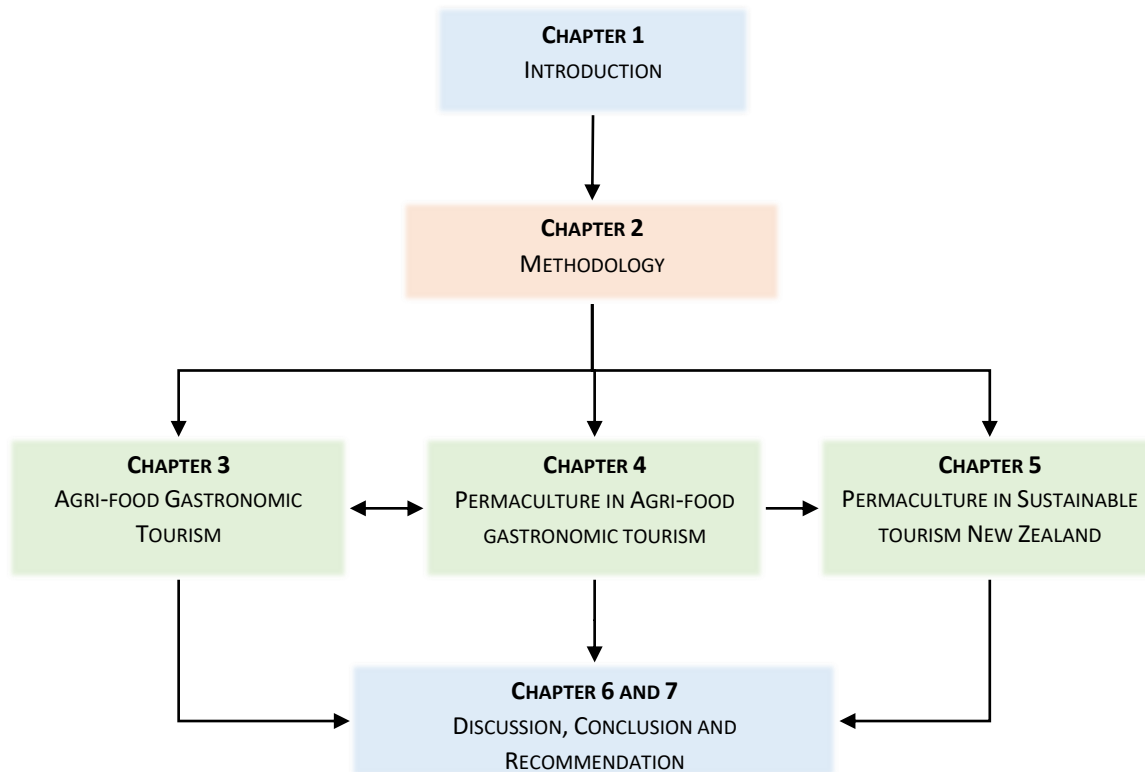 CHAPTER 1
INTRODUCTION
CHAPTER 2
METHODOLOGY
CHAPTER 3
AGRI-FOOD GASTRONOMIC
TOURISM
CHAPTER 4
PERMACULTURE IN AGRI-FOOD
GASTRONOMIC TOURISM
CHAPTER 5
PERMACULTURE IN SUSTAINABLE
TOURISM NEW ZEALAND
CHAPTER 6 AND 7
DISCUSSION, CONCLUSION AND
RECOMMENDATION